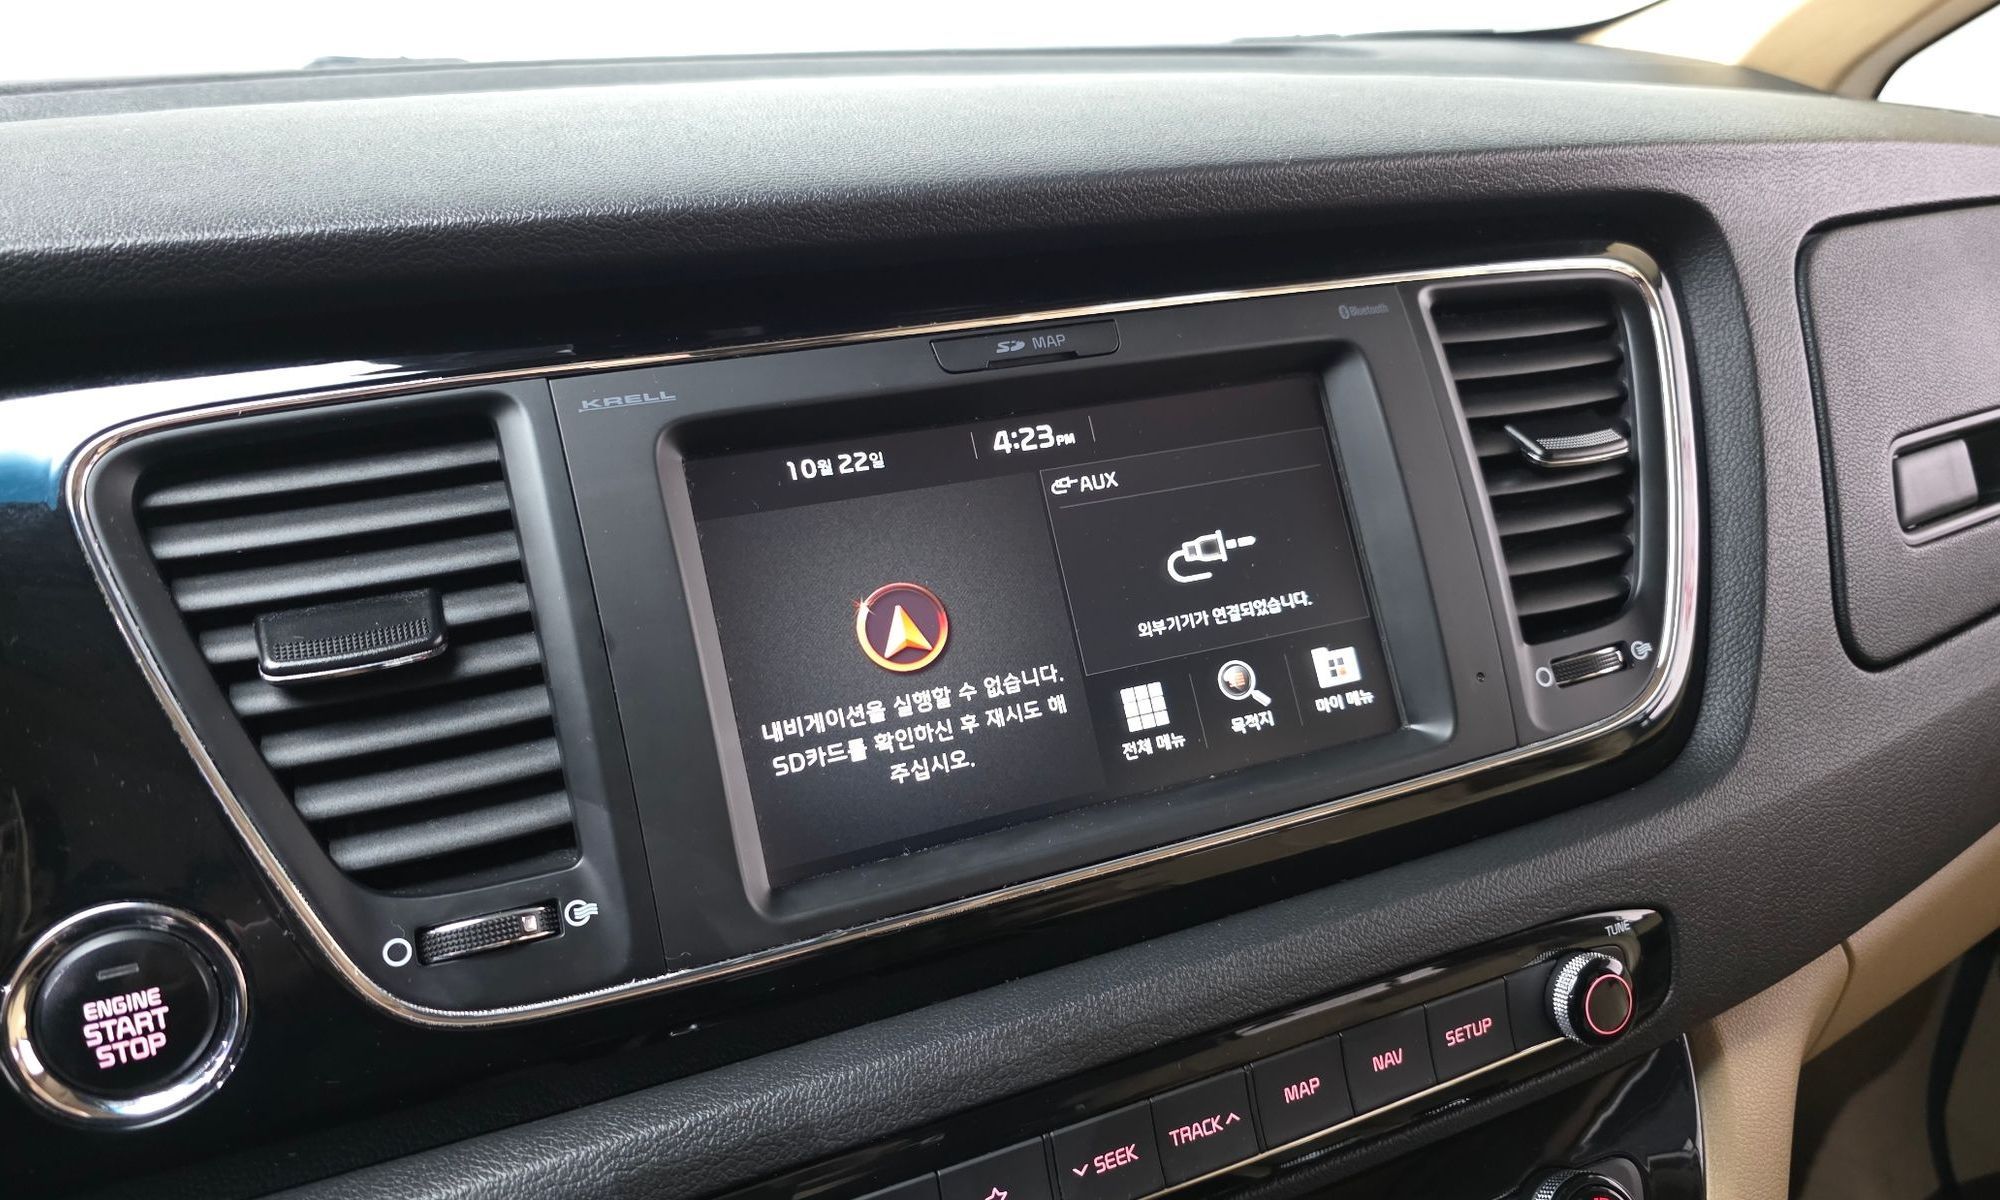 Bluetooth
SD MAP
KRELL
10월 22일
4:23 PM
AUX
외부기기가 연결되었습니다.
내비게이션을 실행할 수 없습니다.
SD카드를 확인하신 후 재시도 해
주십시오.
전체 메뉴
목적지
마이 메뉴
ENGINE
START
STOP
TUNE
SEEK
TRACK
MAP
NAV
SETUP